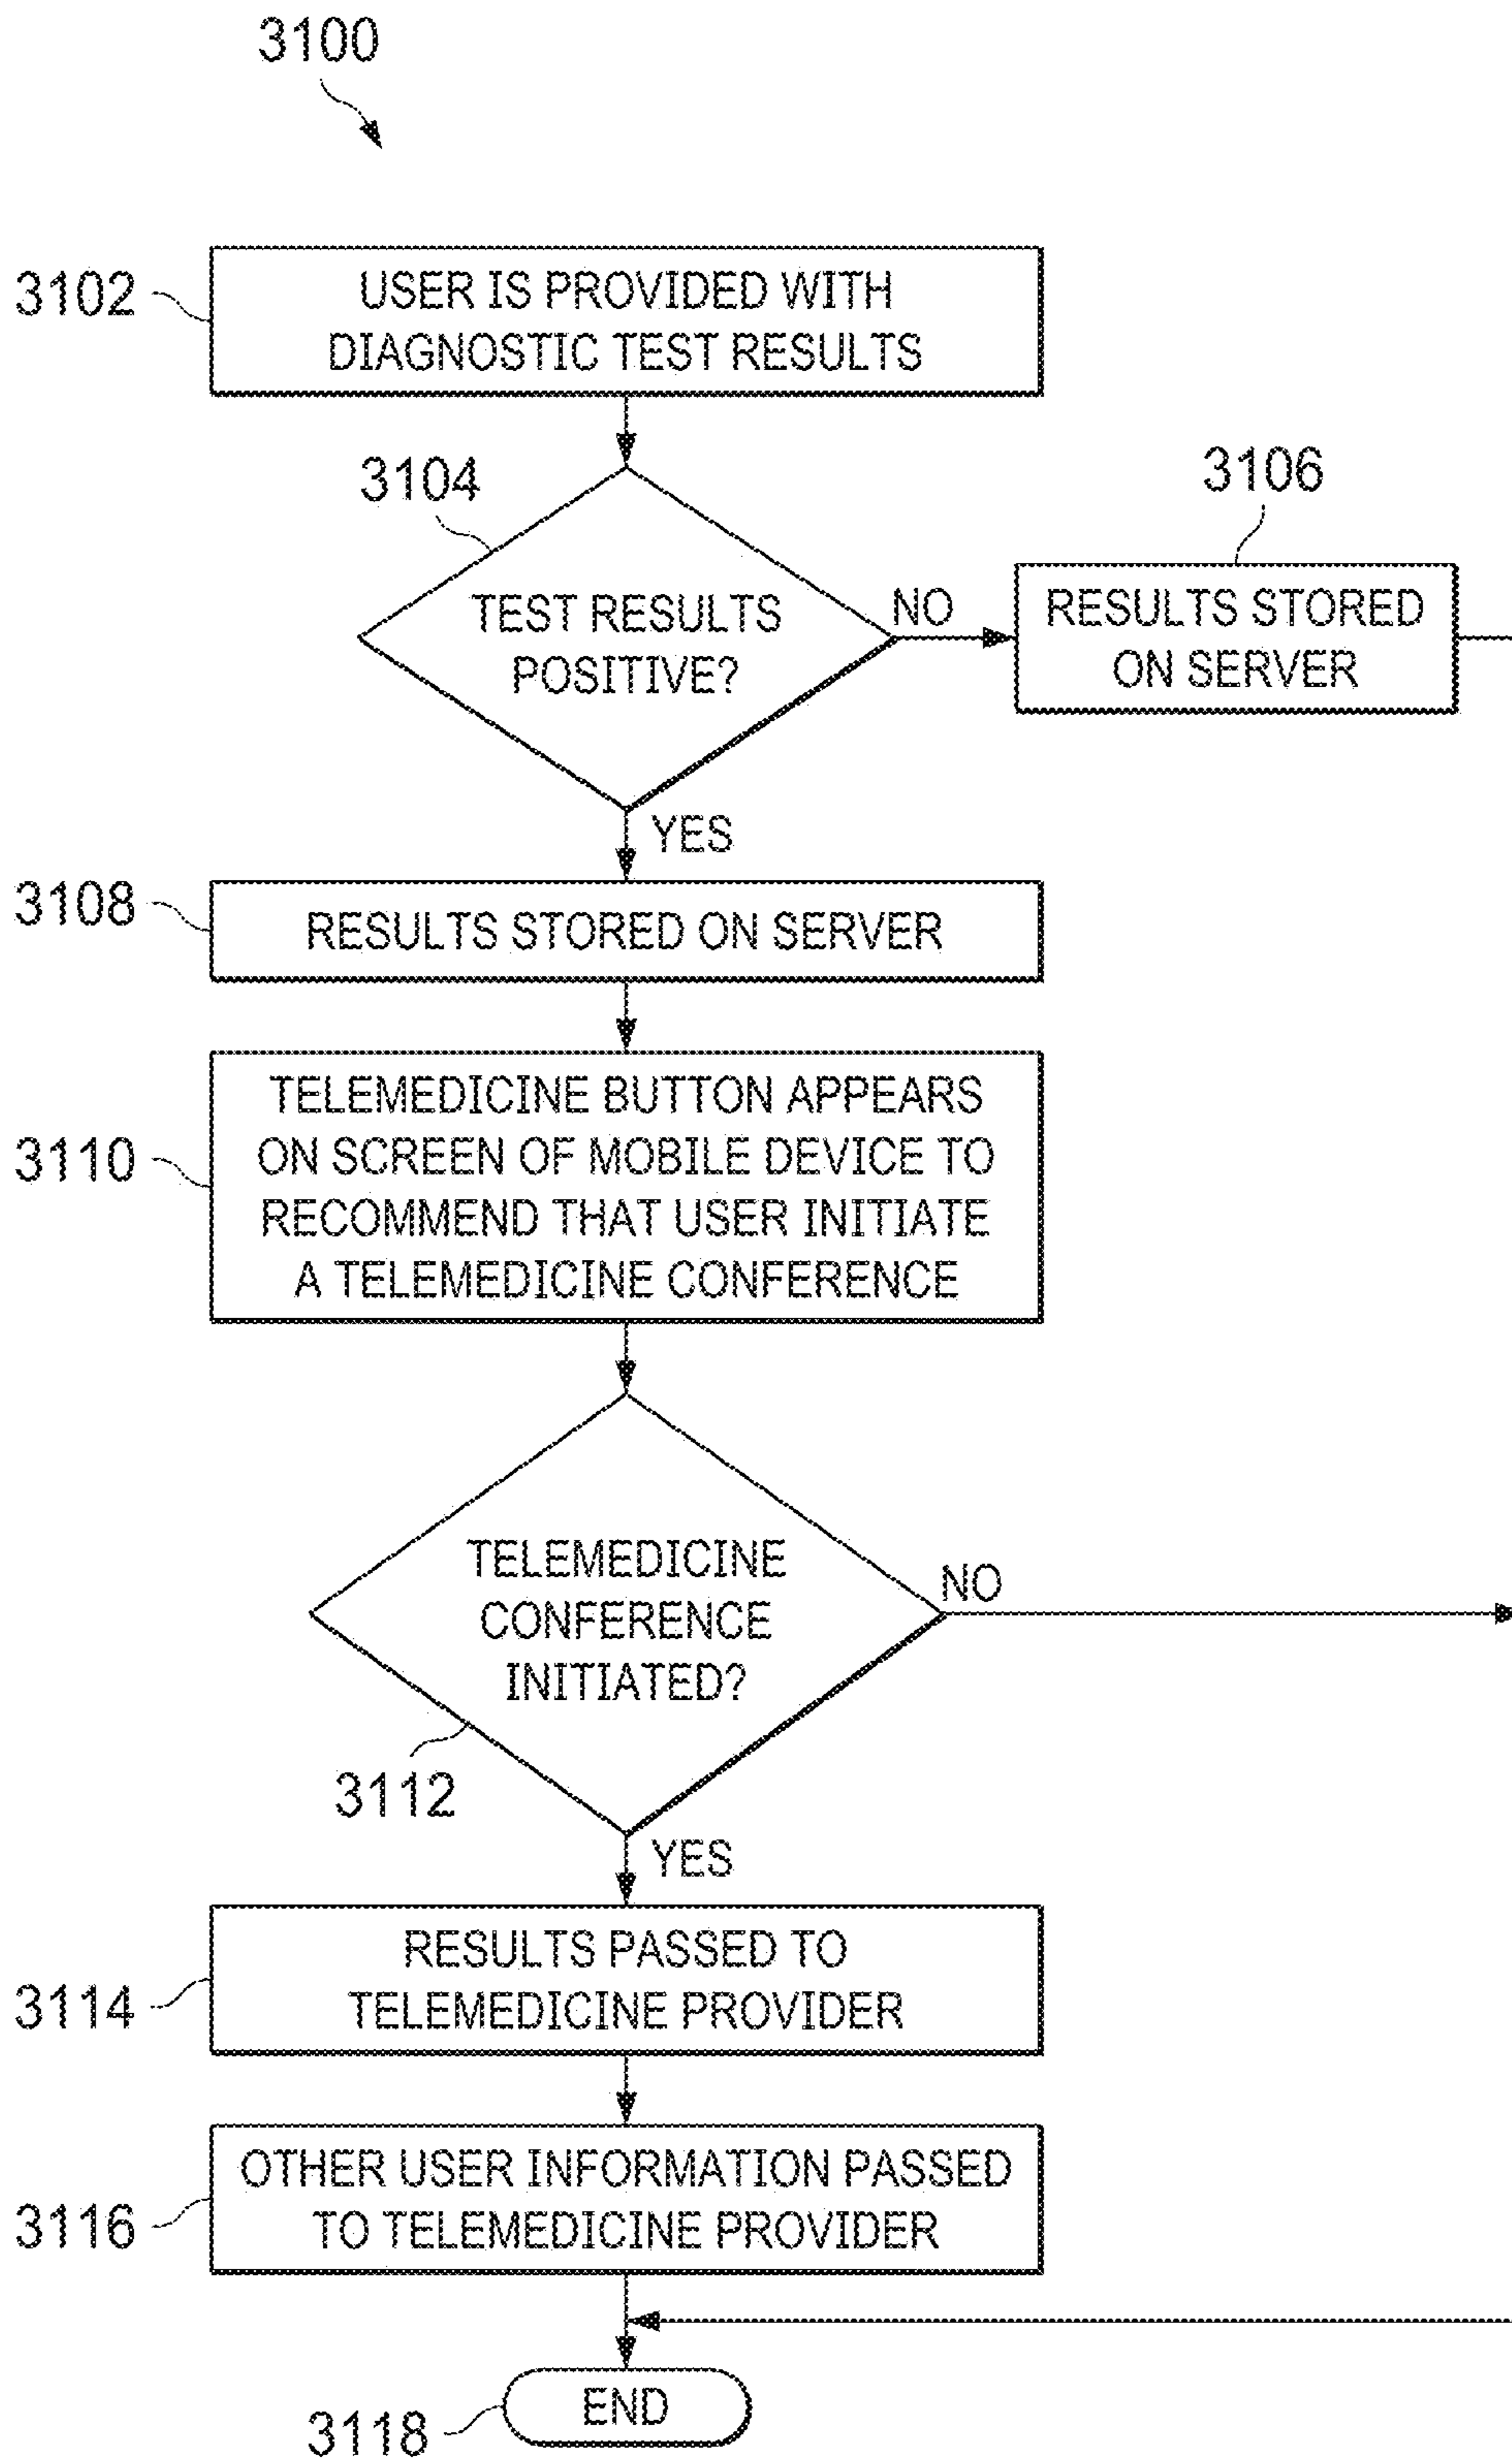 3100
3102
USER IS PROVIDED WITH
DIAGNOSTIC TEST RESULTS
3104
3106
TEST RESULTS
POSITIVE?
NO
RESULTS STORED
ON SERVER
YES
3108
RESULTS STORED ON SERVER
3110
TELEMEDICINE BUTTON APPEARS
ON SCREEN OF MOBILE DEVICE TO
RECOMMEND THAT USER INITIATE
A TELEMEDICINE CONFERENCE
TELEMEDICINE
CONFERENCE
INITIATED?
NO
3112
YES
3114
RESULTS PASSED TO
TELEMEDICINE PROVIDER
3116
OTHER USER INFORMATION PASSED
TO TELEMEDICINE PROVIDER
3118
END